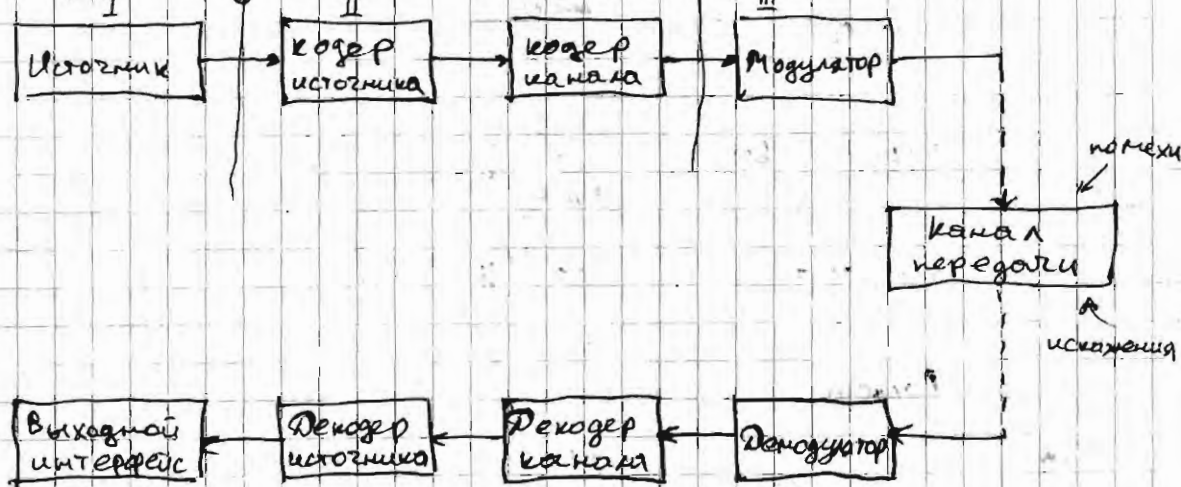 I
II
III
Источник
кодер
источника
кодер
канала
Модулятор
помехи
канал
передачи
искажения
Выходной
интерфейс
Декодер
источника
Декодер
канала
Демодулятор